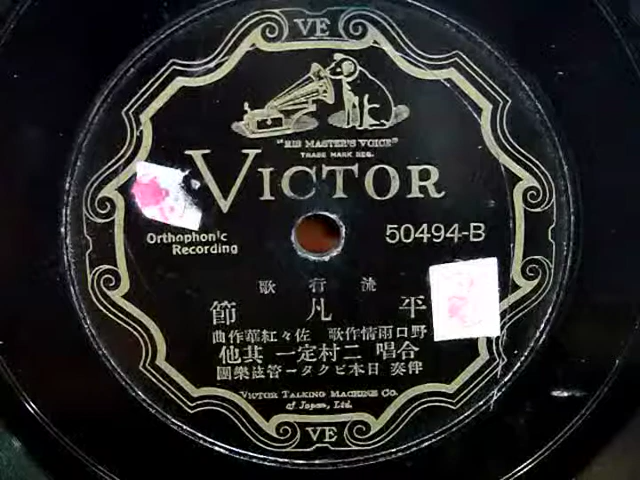 VE
"HIS MASTER'S VOICE"
TRADE MARK REG.
VICTOR
Orthophonic
Recording
50494-B
流行歌
平凡節
野口雨情作歌 佐々紅華作曲
合唱 二村定一 其他
伴奏 日本ビクター管絃樂團
VICTOR TALKING MACHINE CO.
of Japan, Ltd.
VE